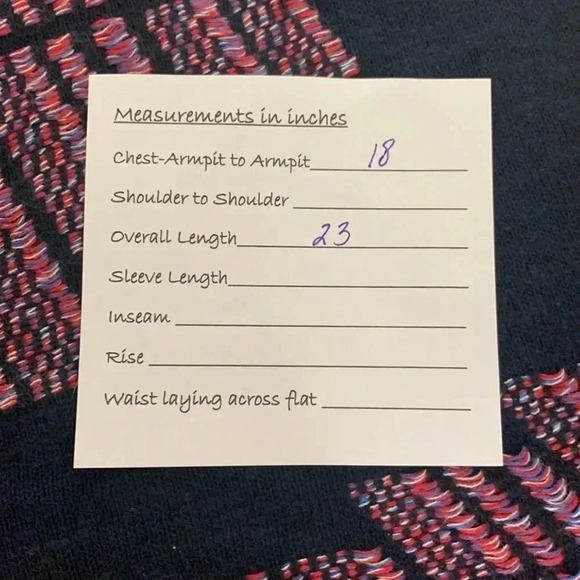 Measurements in inches
Chest-Armpit to Armpit 18
Shoulder to Shoulder
Overall Length 23
Sleeve Length
Inseam
Rise
Waist laying across flat